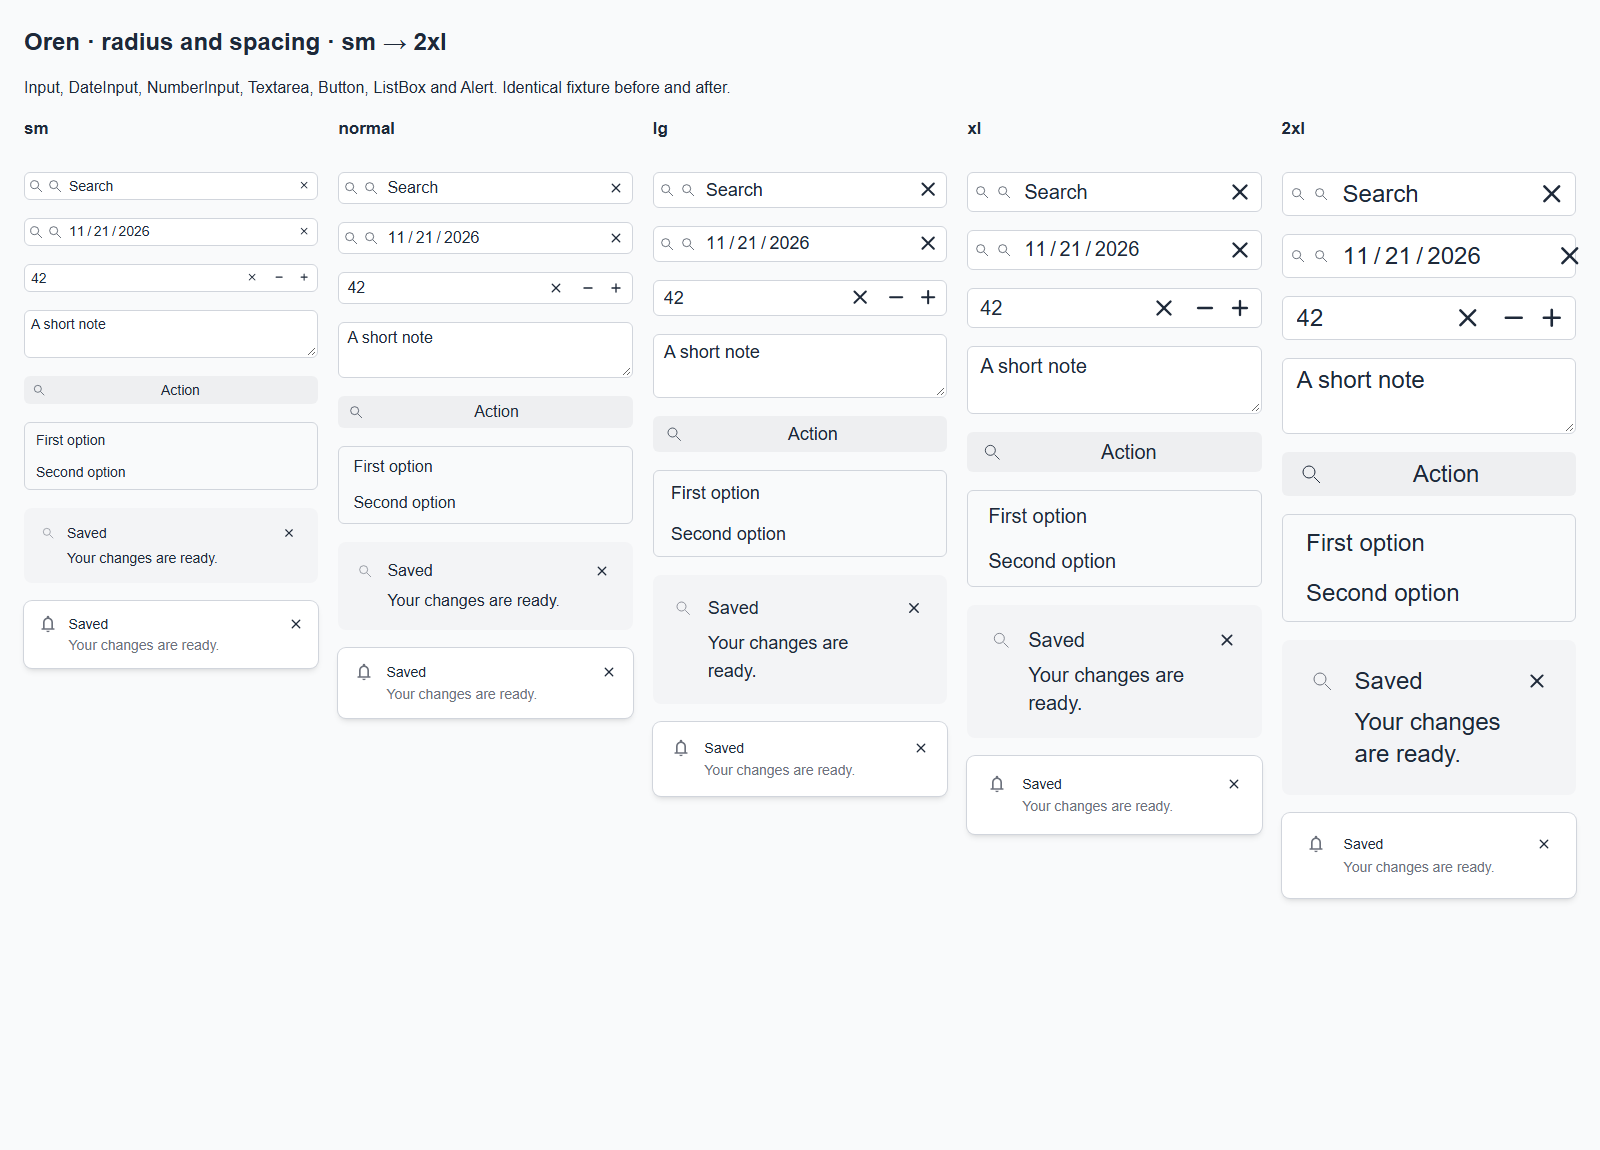 Oren · radius and spacing · sm → 2xl
Input, DateInput, NumberInput, Textarea, Button, ListBox and Alert. Identical fixture before and after.
sm
Search
11 / 21 / 2026
42
A short note
Action
First option
Second option
Saved
Your changes are ready.
Saved
Your changes are ready.
normal
Search
11 / 21 / 2026
42
A short note
Action
First option
Second option
Saved
Your changes are ready.
Saved
Your changes are ready.
lg
Search
11 / 21 / 2026
42
A short note
Action
First option
Second option
Saved
Your changes are
ready.
Saved
Your changes are ready.
xl
Search
11 / 21 / 2026
42
A short note
Action
First option
Second option
Saved
Your changes are
ready.
Saved
Your changes are ready.
2xl
Search
11 / 21 / 2026
42
A short note
Action
First option
Second option
Saved
Your changes
are ready.
Saved
Your changes are ready.